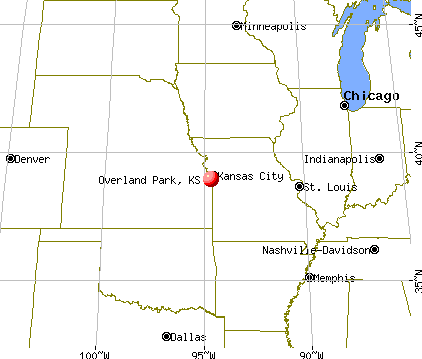 Minneapolis
45°N
Chicago
40°N
Denver
Indianapolis
Overland Park, KS
Kansas City
St. Louis
Nashville-Davidson
Memphis
35°N
Dallas
100°W
95°W
90°W